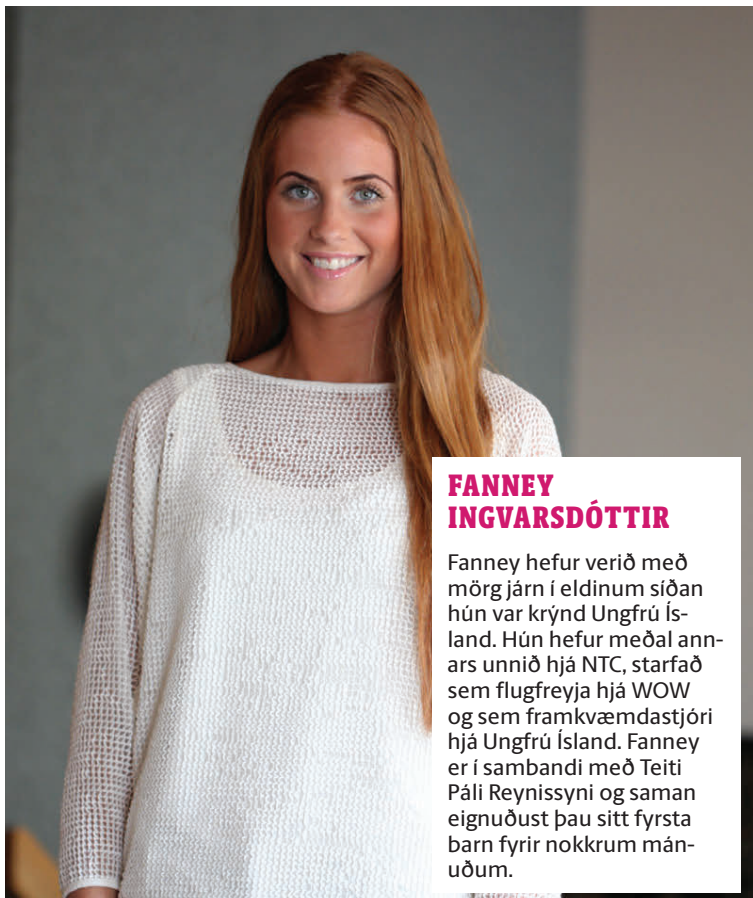 FANNEY
INGVARSDÓTTIR
Fanney hefur verið með
mörg járn í eldinum síðan
hún var krýnd Ungfrú Ís-
land. Hún hefur meðal ann-
ars unnið hjá NTC, starfað
sem flugfreyja hjá WOW
og sem framkvæmdastjóri
hjá Ungfrú Ísland. Fanney
er í sambandi með Teiti
Páli Reynissyni og saman
eignuðust þau sitt fyrsta
barn fyrir nokkrum mán-
uðum.